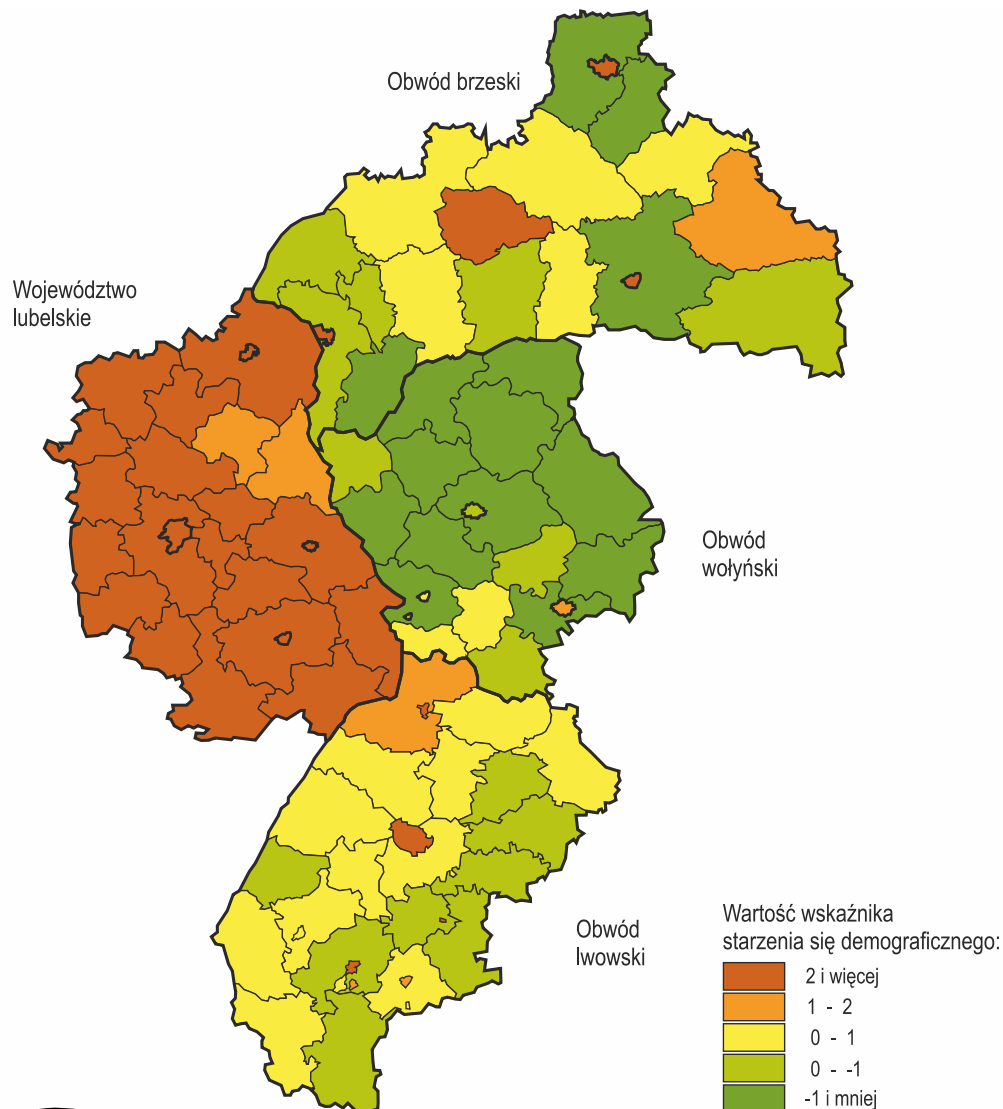 Obwód brzeski
Województwo
lubelskie
Obwód
wołyński
Obwód
lwowski
Wartość wskaźnika
starzenia się demograficznego:
2 i więcej
1 - 2
0 - 1
0 - -1
-1 i mniej